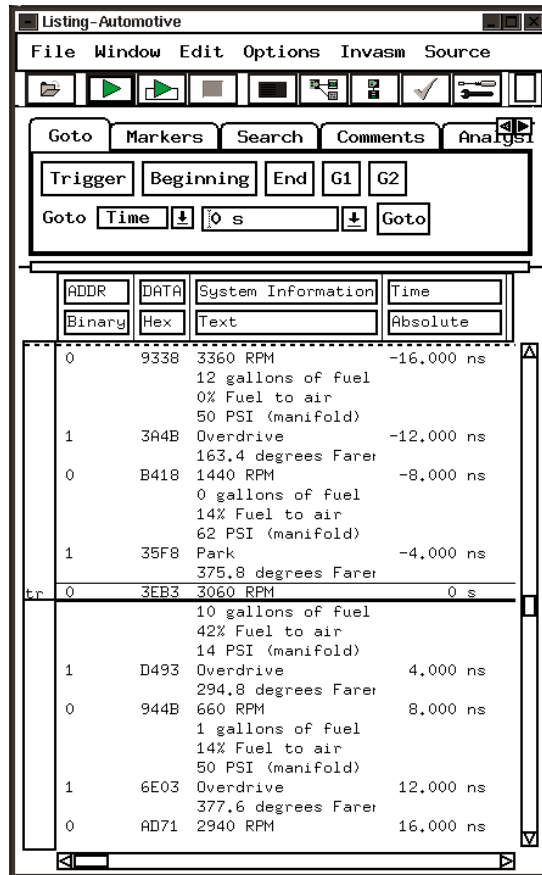 Listing-Automotive
File Window Edit Options Invasm Source
Goto Markers Search Comments Analysi
Trigger Beginning End G1 G2
Goto Time 0 s Goto
ADDR DATA System Information Time
Binary Hex Text Absolute
0 9338 3360 RPM -16.000 ns
12 gallons of fuel
0% Fuel to air
50 PSI (manifold)
1 3A4B Overdrive -12.000 ns
163.4 degrees Faren
0 B418 1440 RPM -8.000 ns
0 gallons of fuel
14% Fuel to air
62 PSI (manifold)
1 35F8 Park -4.000 ns
375.8 degrees Faren
tr 0 3EB3 3060 RPM 0 s
10 gallons of fuel
42% Fuel to air
14 PSI (manifold)
1 D493 Overdrive 4.000 ns
294.8 degrees Faren
0 944B 660 RPM 8.000 ns
1 gallons of fuel
14% Fuel to air
50 PSI (manifold)
1 6E03 Overdrive 12.000 ns
377.6 degrees Faren
0 AD71 2940 RPM 16.000 ns